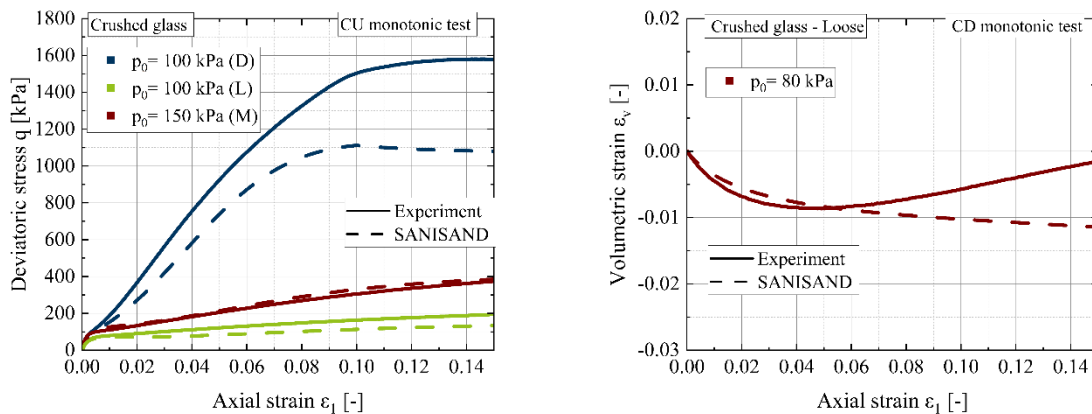 Crushed glass
CU monotonic test
p₀= 100 kPa (D)
p₀= 100 kPa (L)
p₀= 150 kPa (M)
Experiment
SANISAND
Deviatoric stress q [kPa]
1800
1600
1400
1200
1000
800
600
400
200
0
0.00 0.02 0.04 0.06 0.08 0.10 0.12 0.14
Axial strain ε₁ [-]
Crushed glass - Loose
CD monotonic test
p₀= 80 kPa
Experiment
SANISAND
Volumetric strain εᵥ [-]
0.02
0.01
0.00
-0.01
-0.02
-0.03
0.00 0.02 0.04 0.06 0.08 0.10 0.12 0.14
Axial strain ε₁ [-]